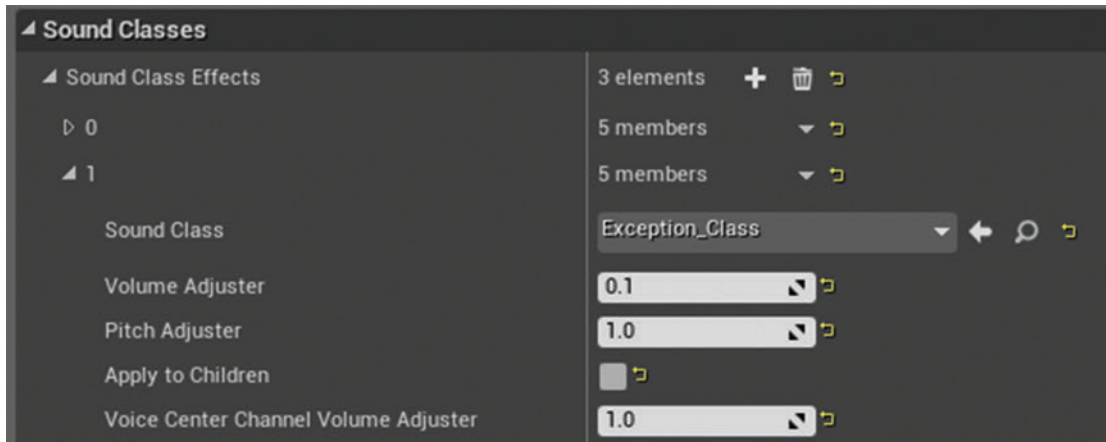 Sound Classes
Sound Class Effects 3 elements
0 5 members
1 5 members
Sound Class Exception_Class
Volume Adjuster 0.1
Pitch Adjuster 1.0
Apply to Children
Voice Center Channel Volume Adjuster 1.0